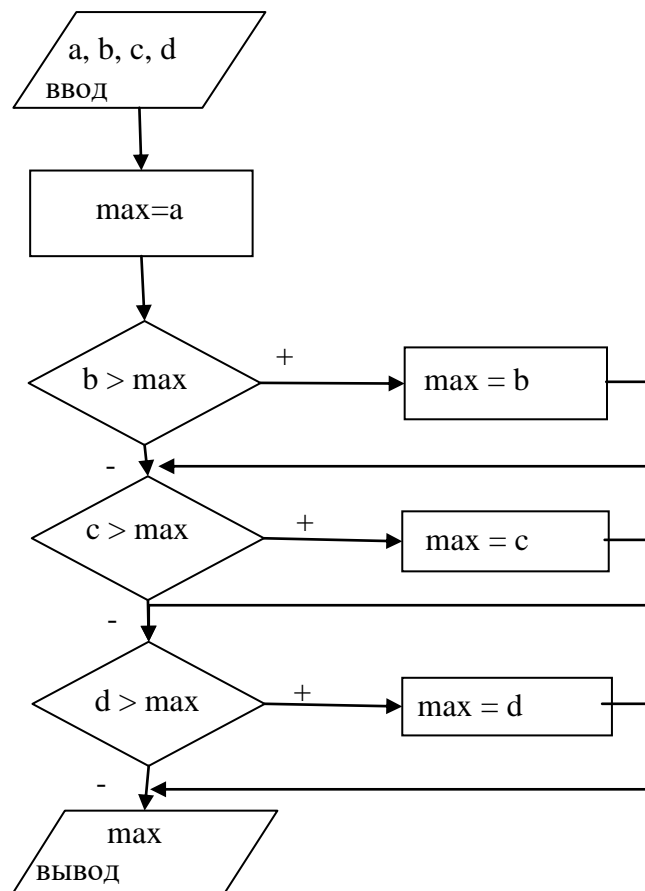 a, b, c, d
ввод
max=a
b > max
+
max = b
-
c > max
+
max = c
-
d > max
+
max = d
-
max
вывод